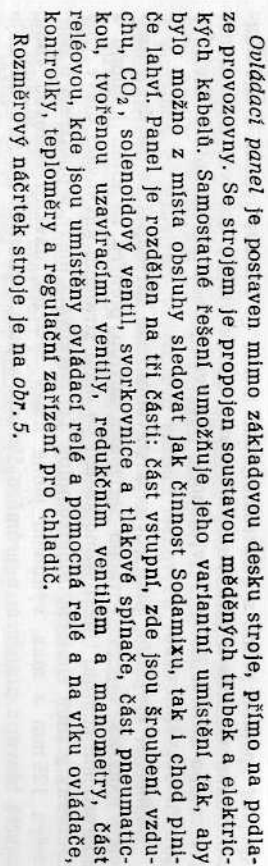 Ovládací panel je postaven mimo základovou desku stroje, přímo na podla-
ze provozovny. Se strojem je propojen soustavou měděných trubek a elektric-
kých kabelů. Samostatné řešení umožňuje jeho variantní umístění tak, aby
bylo možno z místa obsluhy sledovat jak činnost Sodamixu, tak i chod plni-
če lahví. Panel je rozdělen na tři části: část vstupní, zde jsou šroubení vzdu-
chu, CO₂, solenoidový ventil, svorkovnice a tlakové spínače, část pneumatic-
kou, tvořenou uzavíracími ventily, redukčním ventilem a manometry, část
reléovou, kde jsou umístěny ovládací relé a pomocná relé a na víku ovládače,
kontrolky, teploměry a regulační zařízení pro chladič.
Rozměrový náčrtek stroje je na obr. 5.